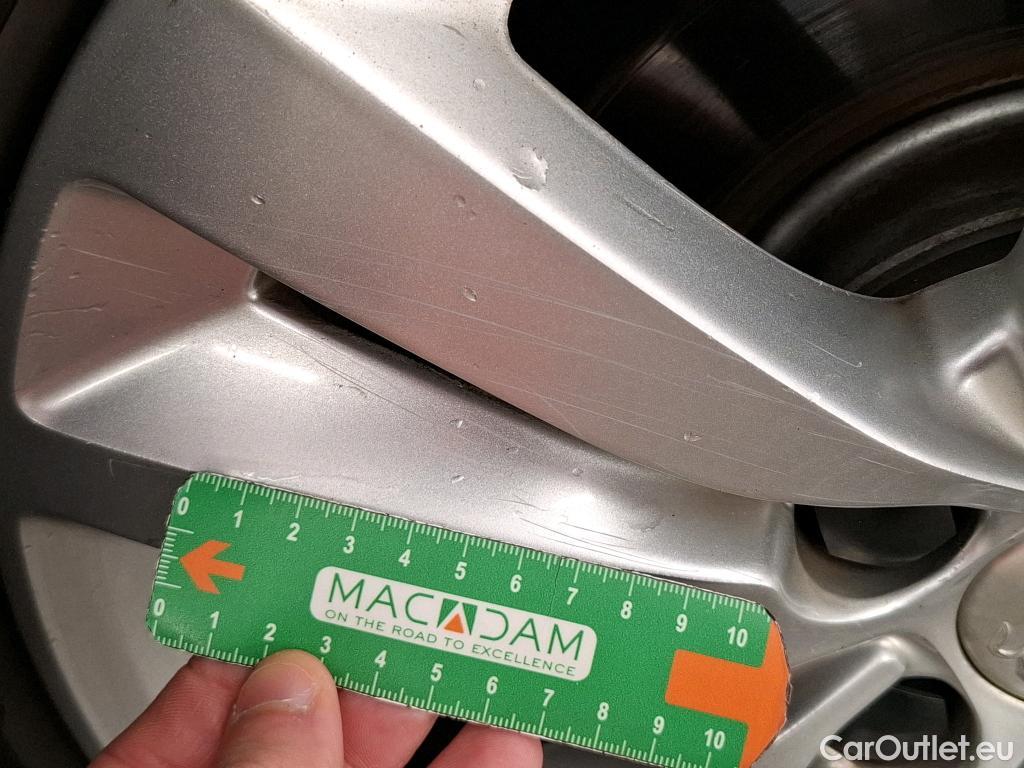 0 1 2 3 4 5 6 7 8 9 10
MACADAM
ON THE ROAD TO EXCELLENCE
0 1 2 3 4 5 6 7 8 9 10
CarOutlet.eu